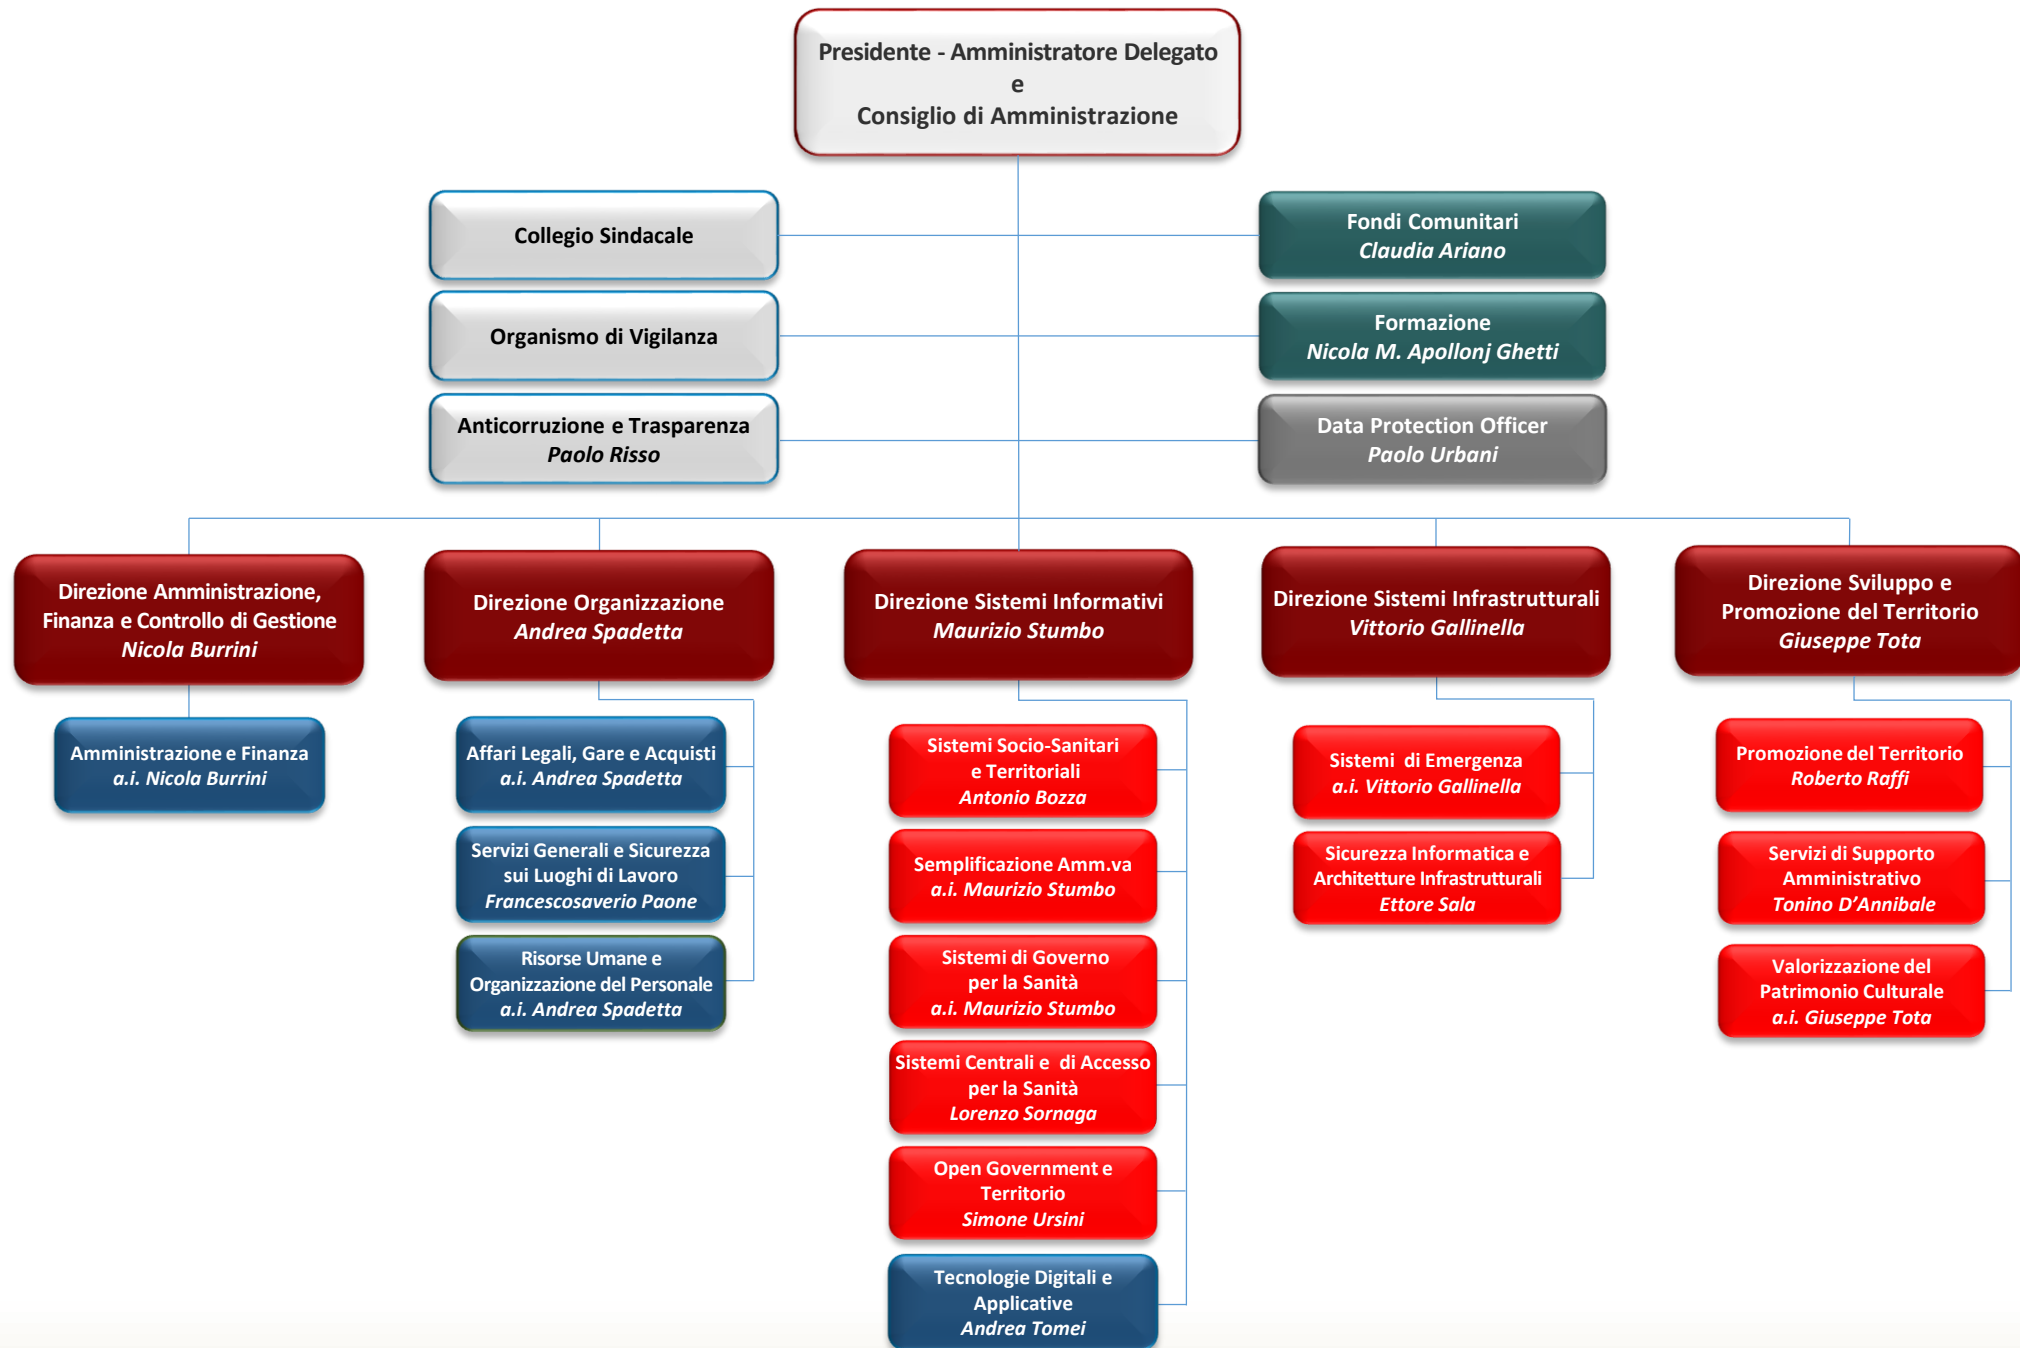 Presidente - Amministratore Delegato
e
Consiglio di Amministrazione
Collegio Sindacale
Fondi Comunitari
Claudia Ariano
Organismo di Vigilanza
Formazione
Nicola M. Apollonj Ghetti
Anticorruzione e Trasparenza
Paolo Risso
Data Protection Officer
Paolo Urbani
Direzione Amministrazione,
Finanza e Controllo di Gestione
Nicola Burrini
Direzione Organizzazione
Andrea Spadetta
Direzione Sistemi Informativi
Maurizio Stumbo
Direzione Sistemi Infrastrutturali
Vittorio Gallinella
Direzione Sviluppo e
Promozione del Territorio
Giuseppe Tota
Amministrazione e Finanza
a.i. Nicola Burrini
Affari Legali, Gare e Acquisti
a.i. Andrea Spadetta
Servizi Generali e Sicurezza
sui Luoghi di Lavoro
Francescosaverio Paone
Risorse Umane e
Organizzazione del Personale
a.i. Andrea Spadetta
Sistemi Socio-Sanitari
e Territoriali
Antonio Bozza
Semplificazione Amm.va
a.i. Maurizio Stumbo
Sistemi di Governo
per la Sanità
a.i. Maurizio Stumbo
Sistemi Centrali e di Accesso
per la Sanità
Lorenzo Sornaga
Open Government e
Territorio
Simone Ursini
Tecnologie Digitali e
Applicative
Andrea Tomei
Sistemi di Emergenza
a.i. Vittorio Gallinella
Sicurezza Informatica e
Architetture Infrastrutturali
Ettore Sala
Promozione del Territorio
Roberto Raffi
Servizi di Supporto
Amministrativo
Tonino D'Annibale
Valorizzazione del
Patrimonio Culturale
a.i. Giuseppe Tota